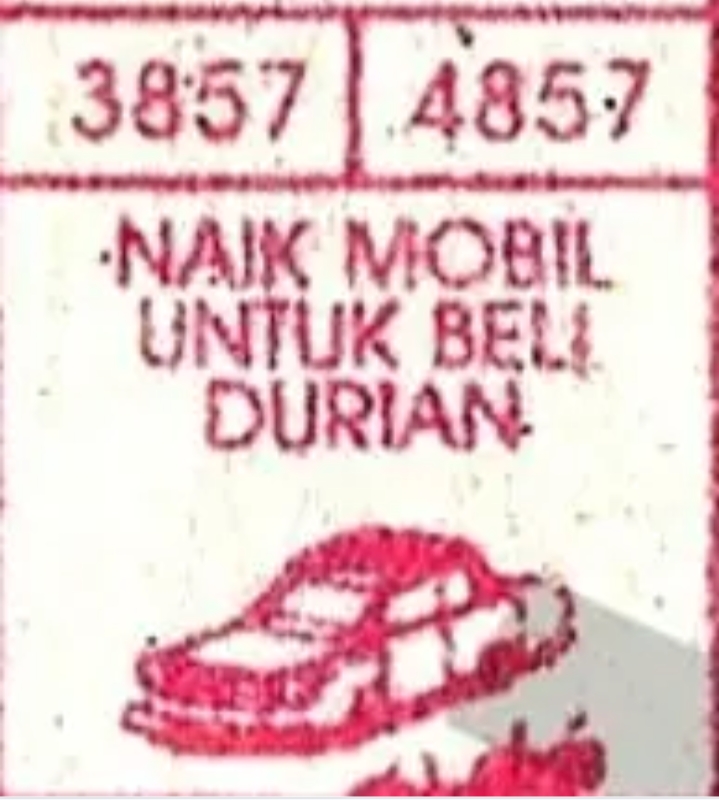 3857 4857
NAIK MOBIL
UNTUK BELI
DURIAN